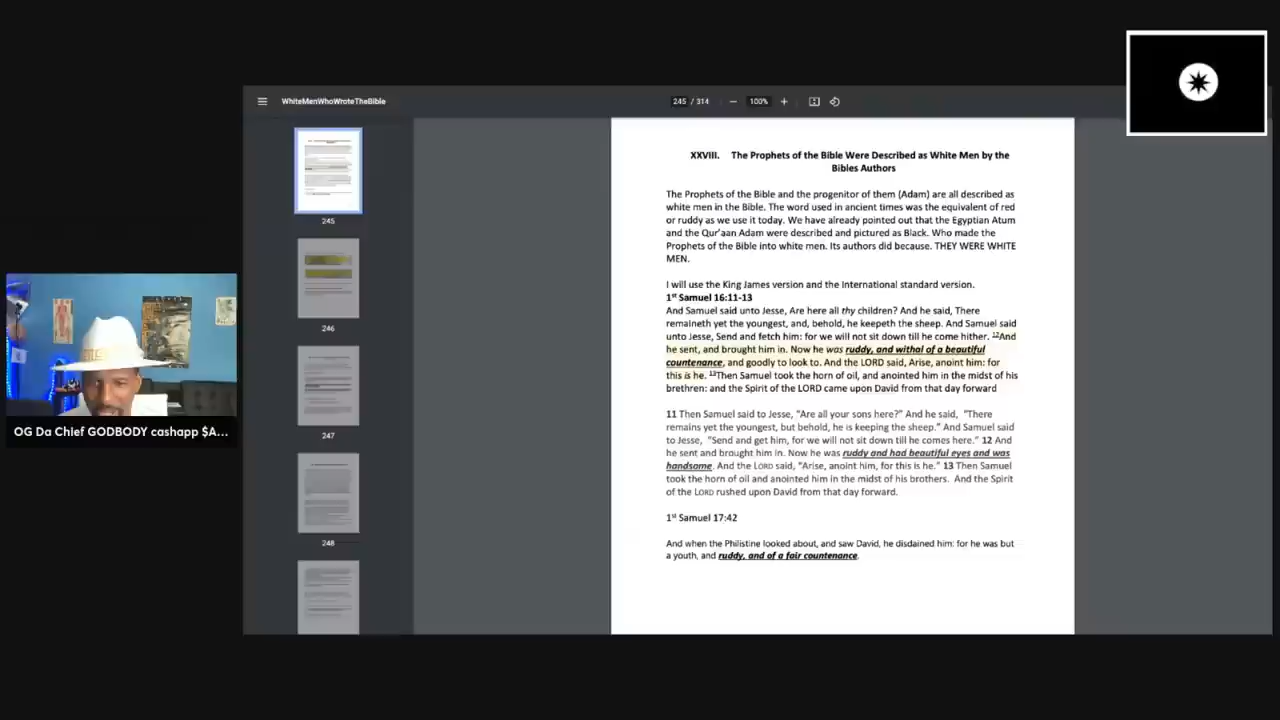 WhiteMenWhoWroteTheBible
245 / 314
100%
245
246
247
248
XXVIII. The Prophets of the Bible Were Described as White Men by the
Bibles Authors
The Prophets of the Bible and the progenitor of them (Adam) are all described as
white men in the Bible. The word used in ancient times was the equivalent of red
or ruddy as we use it today. We have already pointed out that the Egyptian Atum
and the Qur'aan Adam were described and pictured as Black. Who made the
Prophets of the Bible into white men. Its authors did because. THEY WERE WHITE
MEN.
I will use the King James version and the International standard version.
1st Samuel 16:11-13
And Samuel said unto Jesse, Are here all thy children? And he said, There
remaineth yet the youngest, and, behold, he keepeth the sheep. And Samuel said
unto Jesse, Send and fetch him: for we will not sit down till he come hither. 12And
he sent, and brought him in. Now he was ruddy, and withal of a beautiful
countenance, and goodly to look to. And the LORD said, Arise, anoint him: for
this is he. 13Then Samuel took the horn of oil, and anointed him in the midst of his
brethren: and the Spirit of the LORD came upon David from that day forward
11 Then Samuel said to Jesse, “Are all your sons here?” And he said, “There
remains yet the youngest, but behold, he is keeping the sheep.” And Samuel said
to Jesse, “Send and get him, for we will not sit down till he comes here.” 12 And
he sent and brought him in. Now he was ruddy and had beautiful eyes and was
handsome. And the LORD said, “Arise, anoint him, for this is he.” 13 Then Samuel
took the horn of oil and anointed him in the midst of his brothers. And the Spirit
of the LORD rushed upon David from that day forward.
1st Samuel 17:42
And when the Philistine looked about, and saw David, he disdained him: for he was but
a youth, and ruddy, and of a fair countenance.
OG Da Chief GODBODY cashapp $A...